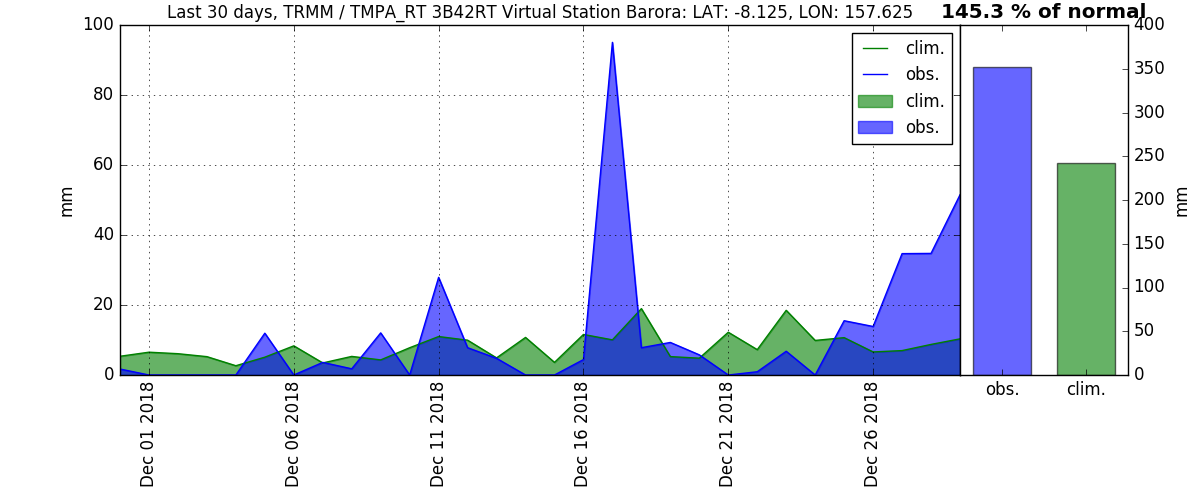 Last 30 days, TRMM / TMPA_RT 3B42RT Virtual Station Barora: LAT: -8.125, LON: 157.625
145.3 % of normal
100
80
60
40
20
0
mm
clim.
obs.
clim.
obs.
Dec 01 2018
Dec 06 2018
Dec 11 2018
Dec 16 2018
Dec 21 2018
Dec 26 2018
400
350
300
250
200
150
100
50
0
mm
obs.
clim.